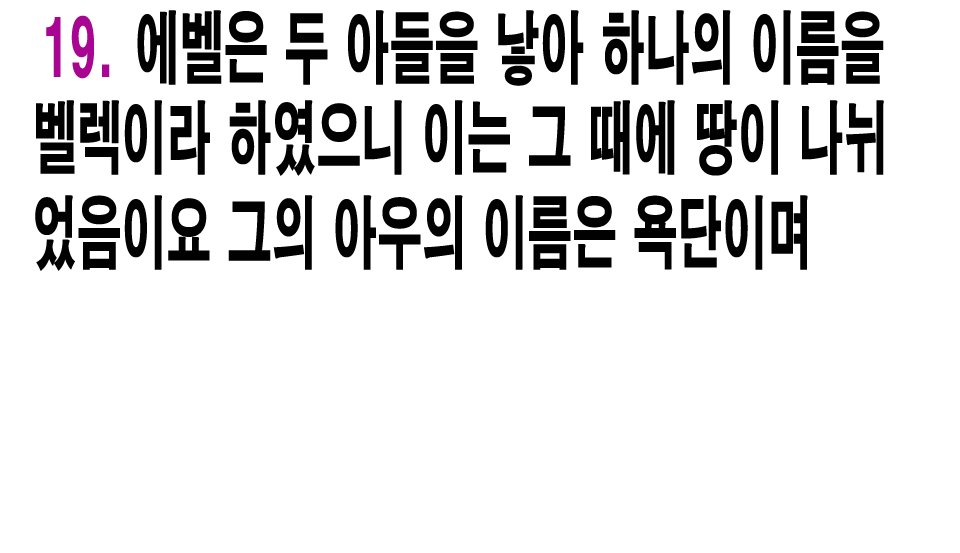 19. 에벨은 두 아들을 낳아 하나의 이름을
벨렉이라 하였으니 이는 그 때에 땅이 나뉘
었음이요 그의 아우의 이름은 욕단이며